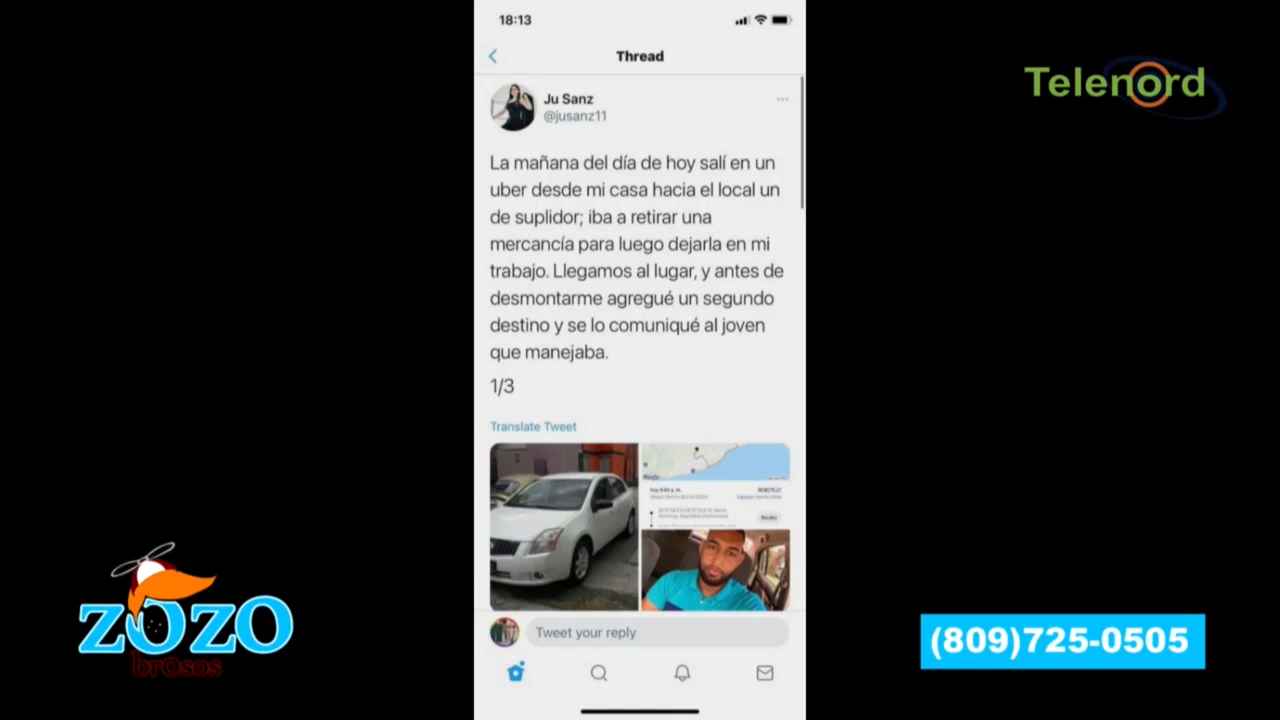 18:13
Thread
Telenord
Ju Sanz
@jusanz11
La mañana del día de hoy salí en un
uber desde mi casa hacia el local un
de suplidor; iba a retirar una
mercancía para luego dejarla en mi
trabajo. Llegamos al lugar, y antes de
desmontarme agregué un segundo
destino y se lo comuniqué al joven
que manejaba.
1/3
Translate Tweet
Tweet your reply
zozo
brOsos
(809)725-0505